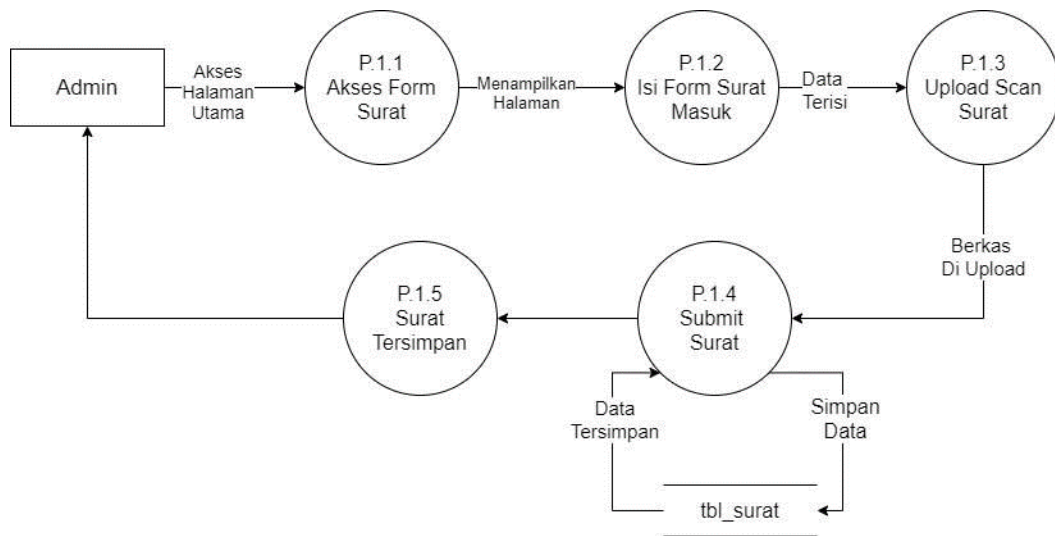 Admin
Akses
Halaman
Utama
P.1.1
Akses Form
Surat
Menampilkan
Halaman
P.1.2
Isi Form Surat
Masuk
Data
Terisi
P.1.3
Upload Scan
Surat
Berkas
Di Upload
P.1.4
Submit
Surat
P.1.5
Surat
Tersimpan
Simpan
Data
tbl_surat
Data
Tersimpan